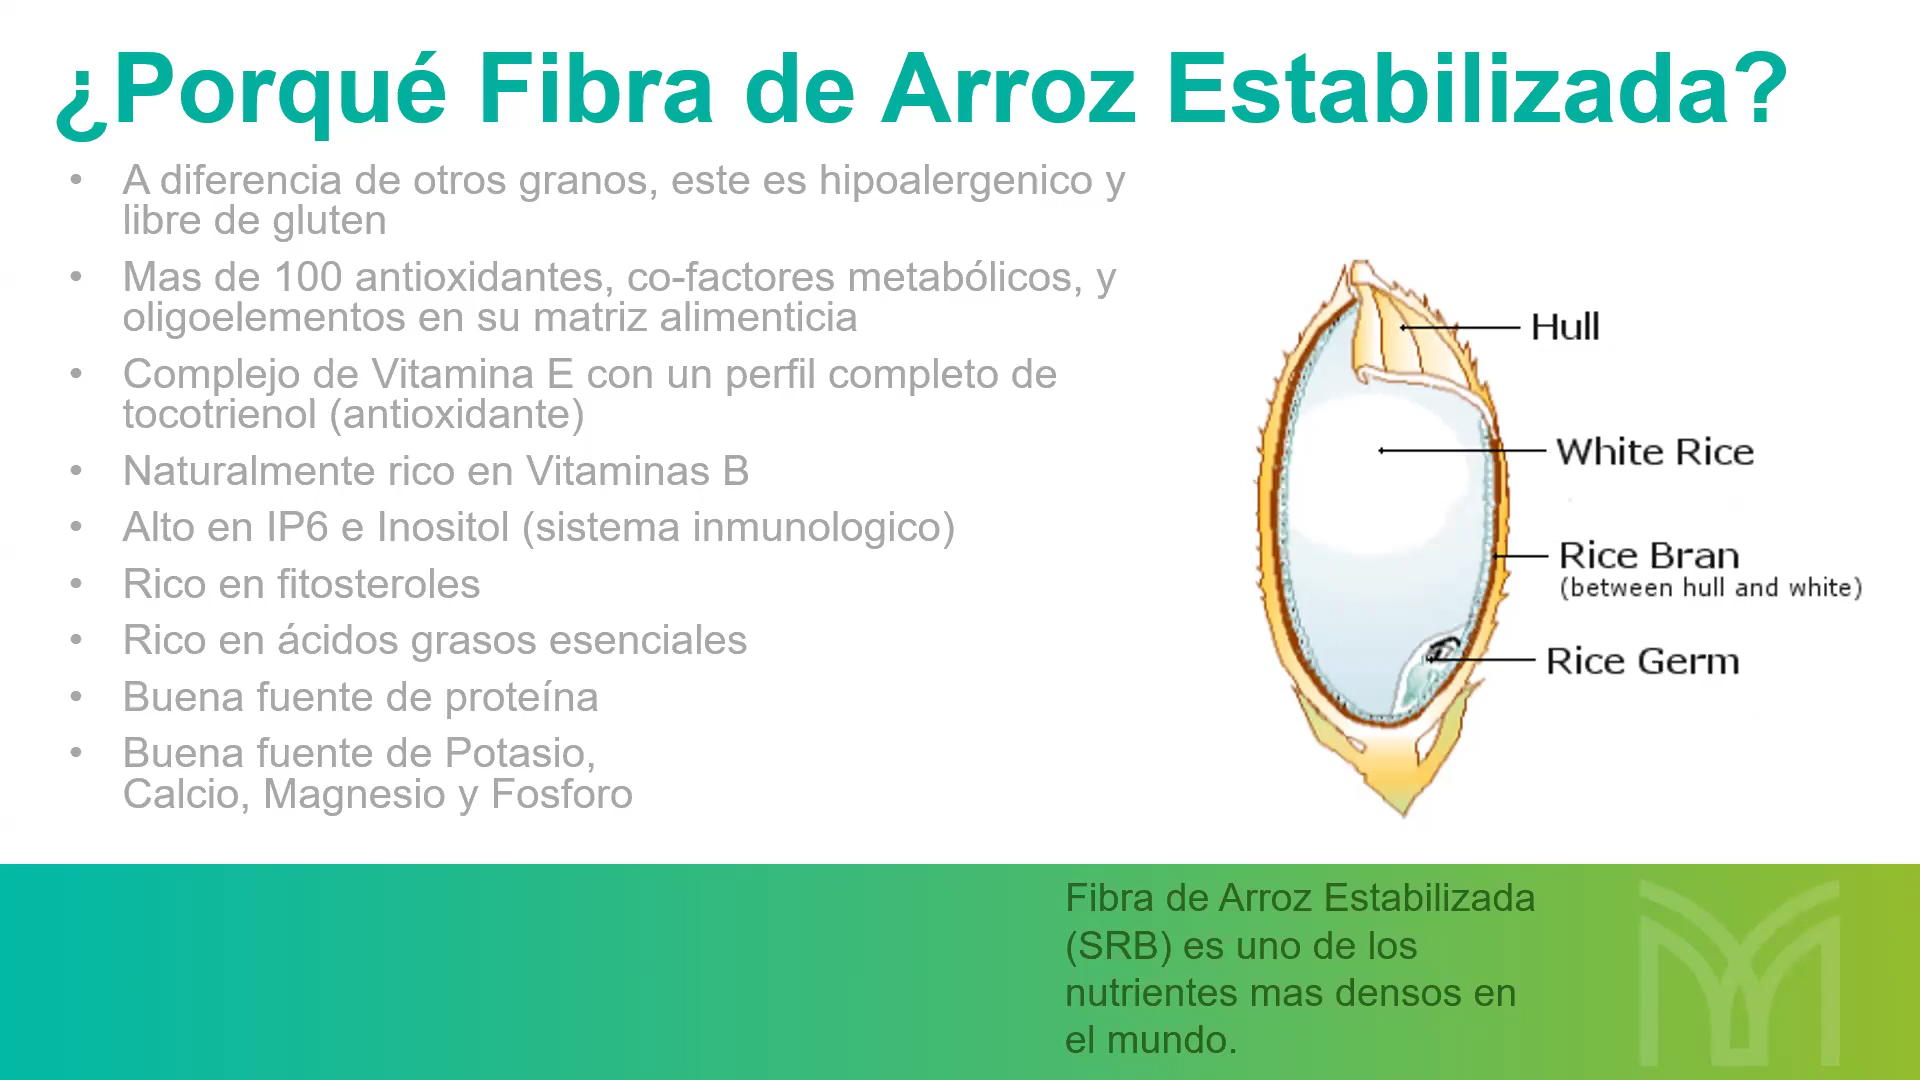 ¿Porqué Fibra de Arroz Estabilizada?
• A diferencia de otros granos, este es hipoalergenico y
libre de gluten
• Mas de 100 antioxidantes, co-factores metabólicos, y
oligoelementos en su matriz alimenticia
• Complejo de Vitamina E con un perfil completo de
tocotrienol (antioxidante)
• Naturalmente rico en Vitaminas B
• Alto en IP6 e Inositol (sistema inmunologico)
• Rico en fitosteroles
• Rico en ácidos grasos esenciales
• Buena fuente de proteína
• Buena fuente de Potasio,
Calcio, Magnesio y Fosforo
Hull
White Rice
Rice Bran
(between hull and white)
Rice Germ
Fibra de Arroz Estabilizada
(SRB) es uno de los
nutrientes mas densos en
el mundo.